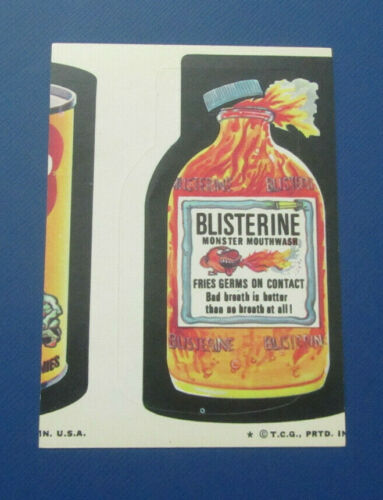 BLISTERINE BLISTERINE
BLISTERINE
MONSTER MOUTHWASH
FRIES GERMS ON CONTACT
Bad breath is better
than no breath at all!
BLISTERINE BLISTERINE
IN. U.S.A.
* © T.C.G., PRTD. IN